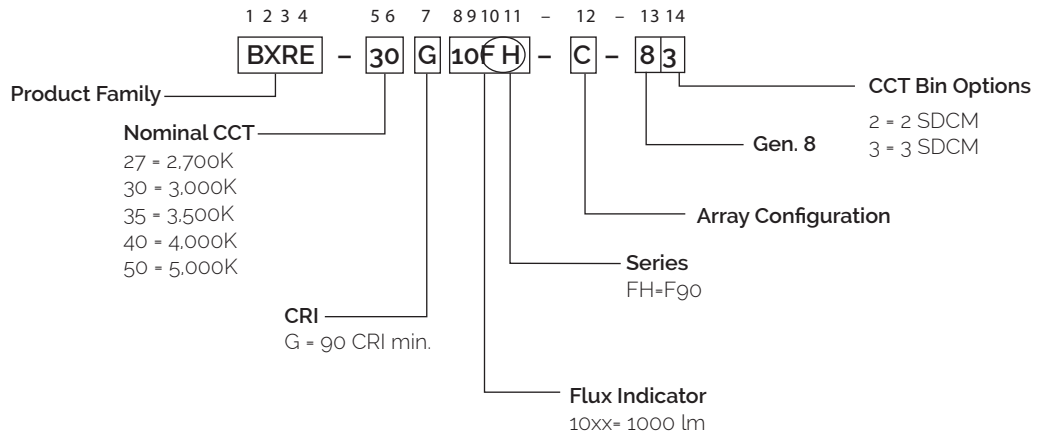 1 2 3 4 5 6 7 8 9 10 11 – 12 – 13 14
BXRE – 30 G 10F H – C – 8 3
Product Family
CCT Bin Options
2 = 2 SDCM
3 = 3 SDCM
Nominal CCT
27 = 2,700K
30 = 3,000K
35 = 3,500K
40 = 4,000K
50 = 5,000K
Gen. 8
Array Configuration
Series
FH=F90
CRI
G = 90 CRI min.
Flux Indicator
10xx= 1000 lm